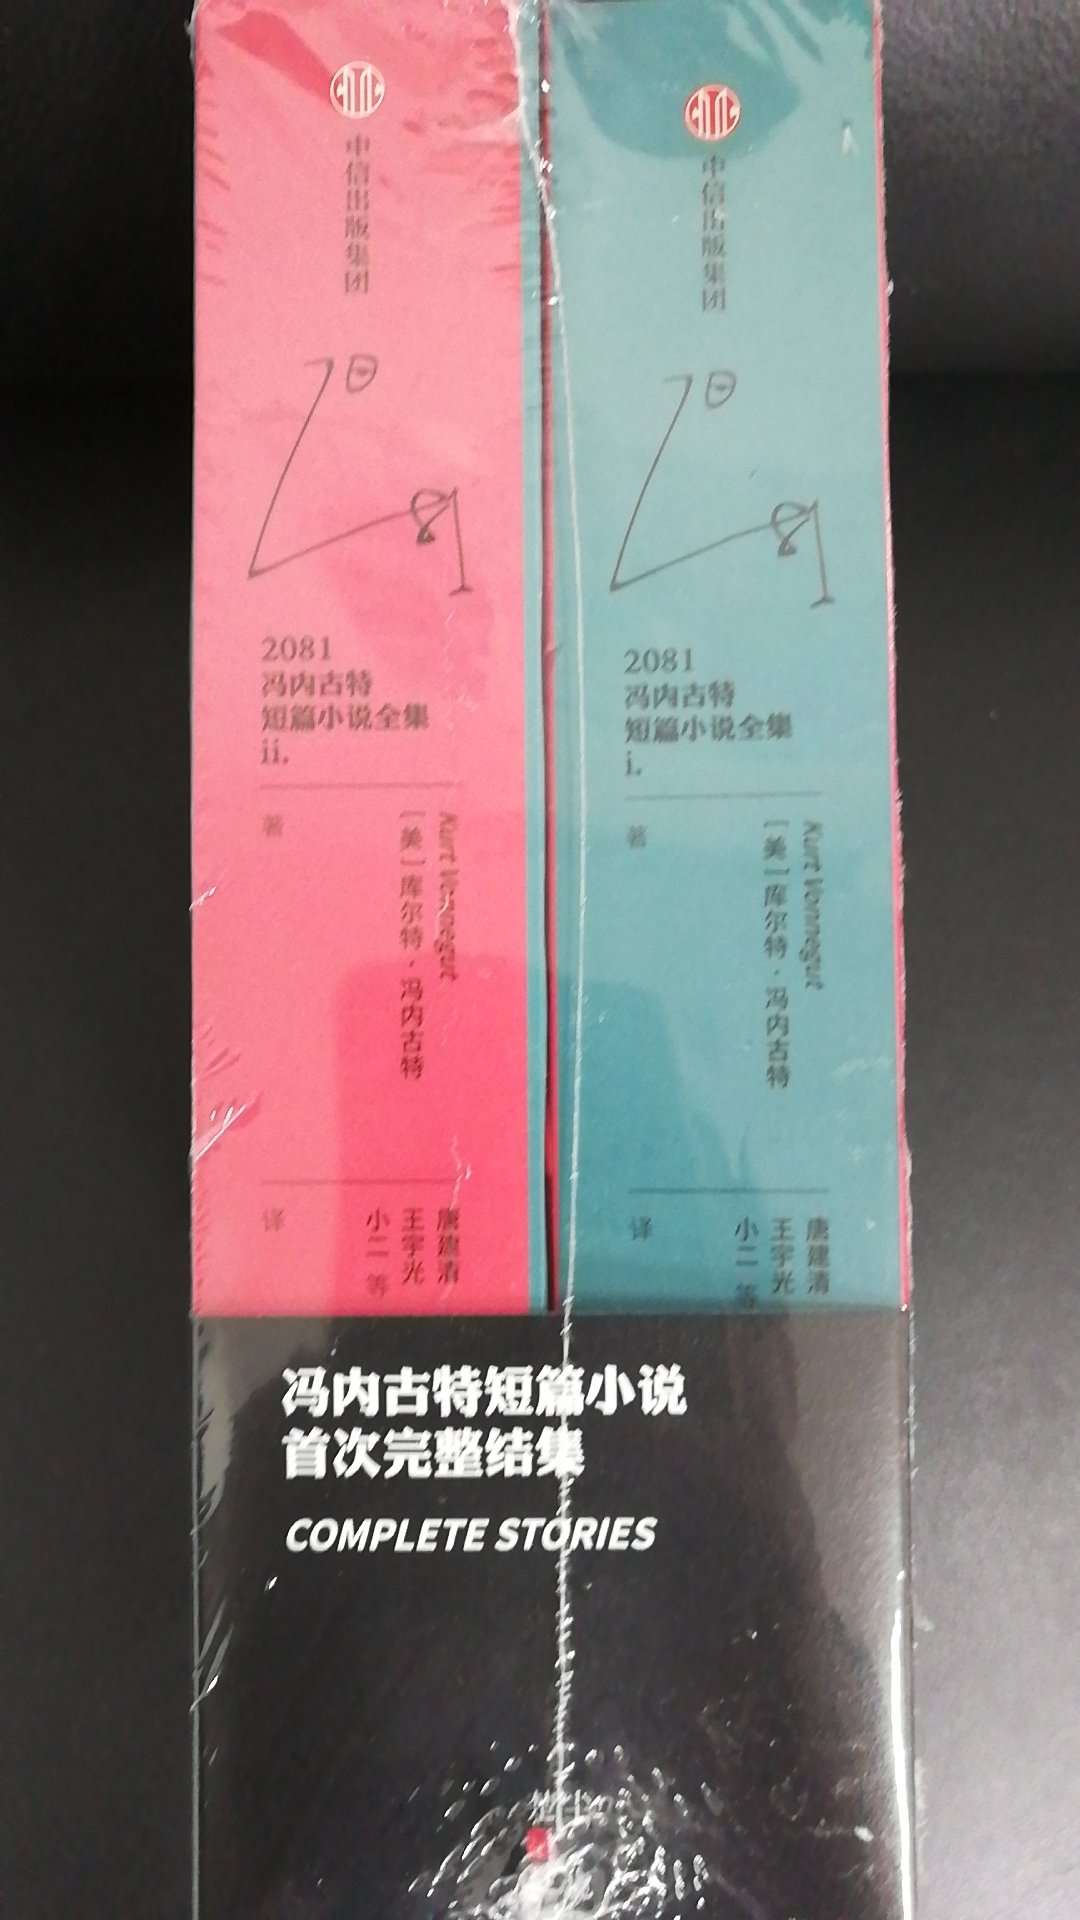 中信出版集团
2081
2081
冯内古特
短篇小说全集
ii.
Kurt Vonnegut
[美]库尔特·冯内古特
著
唐建清
王宇光
小二 等
译
中信出版集团
2081
2081
冯内古特
短篇小说全集
i.
Kurt Vonnegut
[美]库尔特·冯内古特
著
唐建清
王宇光
小二 等
译
冯内古特短篇小说
首次完整结集
COMPLETE STORIES